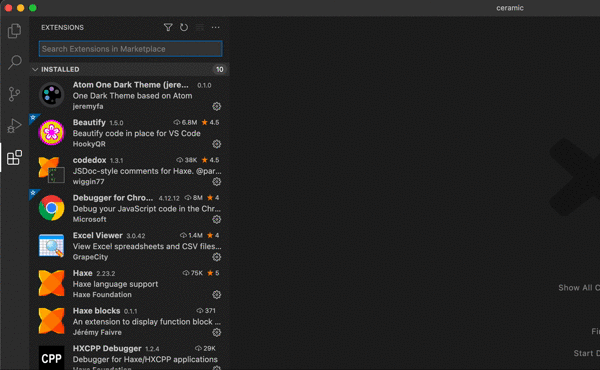 ceramic
EXTENSIONS
Search Extensions in Marketplace
INSTALLED 10
Atom One Dark Theme (jere... 0.1.0
One Dark Theme based on Atom
jeremyfa
Beautify 1.5.0 6.8M ★ 4.5
Beautify code in place for VS Code
HookyQR
codedox 1.3.1 38K ★ 4.5
JSDoc-style comments for Haxe. @par...
wiggin77
Debugger for Chro... 4.12.12 8M ★ 4
Debug your JavaScript code in the Chr...
Microsoft
Excel Viewer 3.0.42 1.4M ★ 4
View Excel spreadsheets and CSV files...
GrapeCity
Haxe 2.23.2 75K ★ 5
Haxe language support
Haxe Foundation
Haxe blocks 0.1.1 371
An extension to display function block ...
Jérémy Faivre
CPP
HXCPP Debugger 1.2.4 29K
Debugger for Haxe/HXCPP applications
Haxe Foundation
Show All C
Fi
Start D